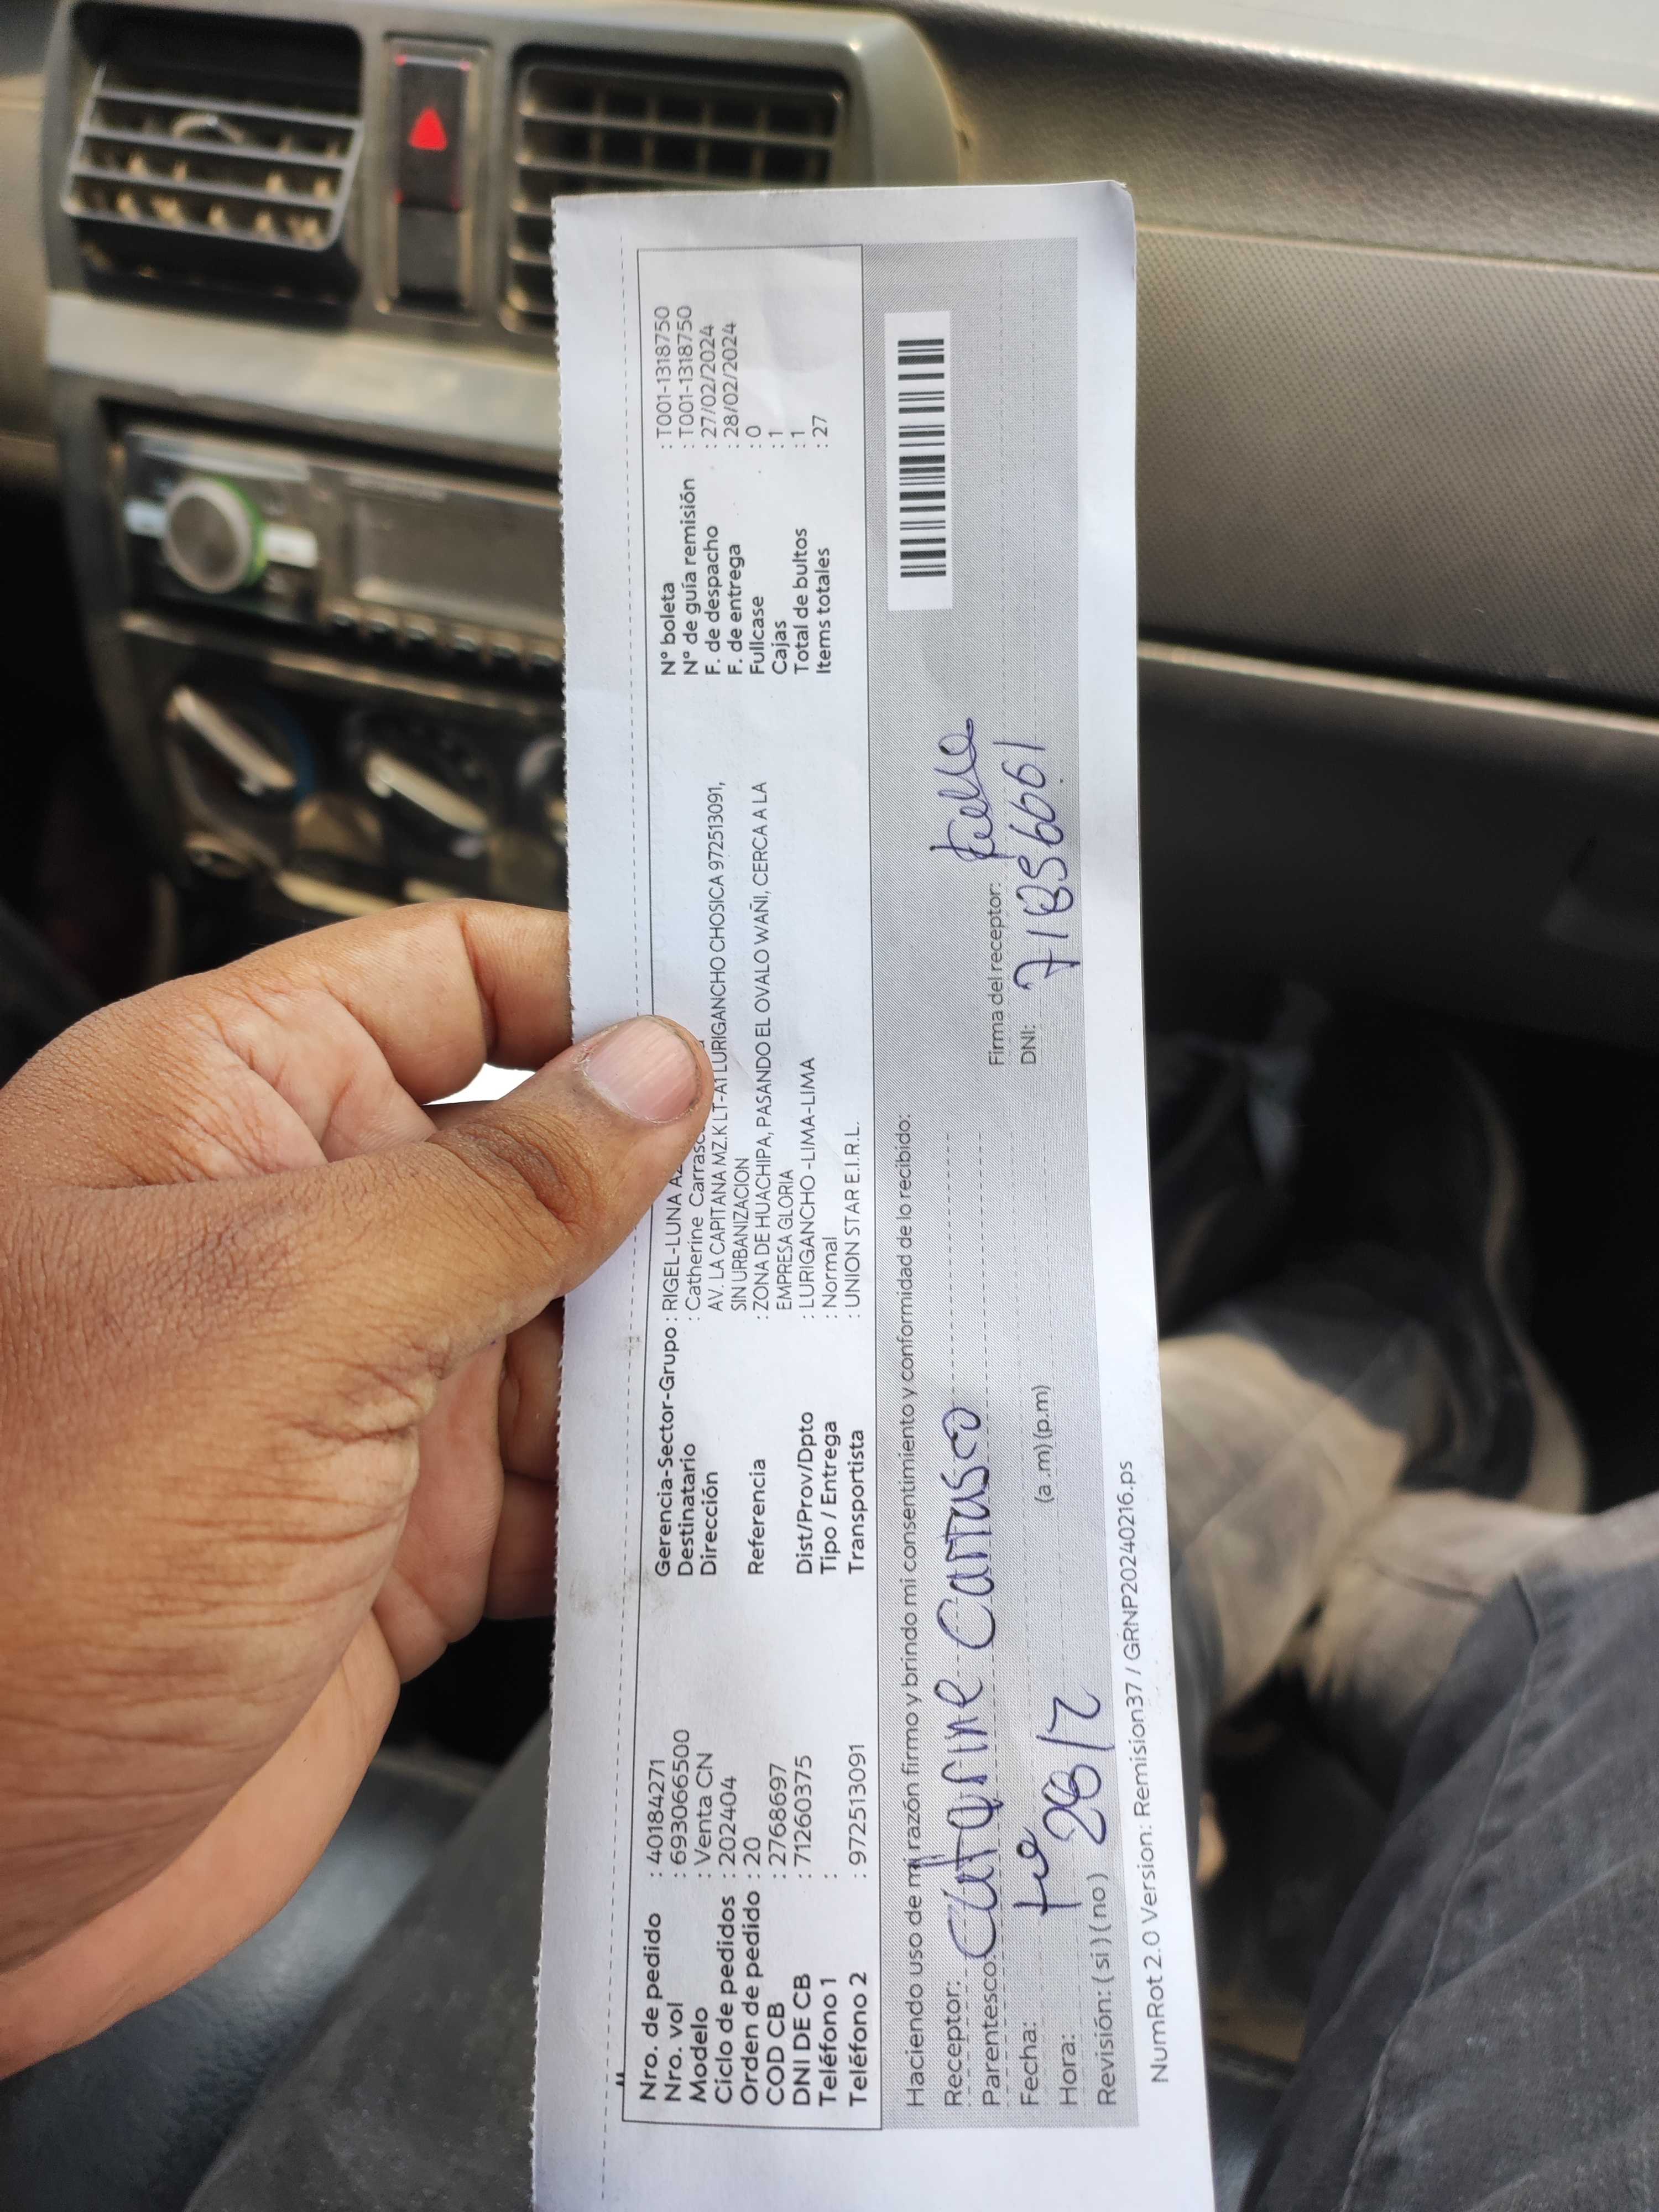 Nro. de pedido : 40184271
Nro. vol : 693066500
Modelo : Venta CN
Ciclo de pedidos : 202404
Orden de pedido : 20
COD CB : 2768697
DNI DE CB : 71260375
Teléfono 1 :
Teléfono 2 : 972513091
Gerencia-Sector-Grupo : RIGEL-LUNA
Destinatario : Catherine
Dirección AV. LA CAPITANA MZ.K LT-A1 LURIGANCHO CHOSICA 972513091,
SIN URBANIZACION
Referencia : ZONA DE HUACHIPA, PASANDO EL OVALO WAÑI, CERCA A LA
EMPRESA GLORIA
Dist/Prov/Dpto : LURIGANCHO -LIMA-LIMA
Tipo / Entrega : Normal
Transportista : UNION STAR E.I.R.L.
N° boleta : T001-1318750
N° de guía remisión : T001-1318750
F. de despacho : 27/02/2024
F. de entrega : 28/02/2024
Fullcase : 0
Cajas : 1
Total de bultos : 1
Items totales : 27
Haciendo uso de mi razón firmo y brindo mi consentimiento y conformidad de lo recibido:
Receptor: Catherine Carrasco
Parentesco:
Fecha:
Hora: 28/2 (a.m) (p.m)
Revisión: ( si ) ( no )
Firma del receptor:
DNI: 71856661
NumRot 2.0 Version: Remision37 / GRNP20240216.ps